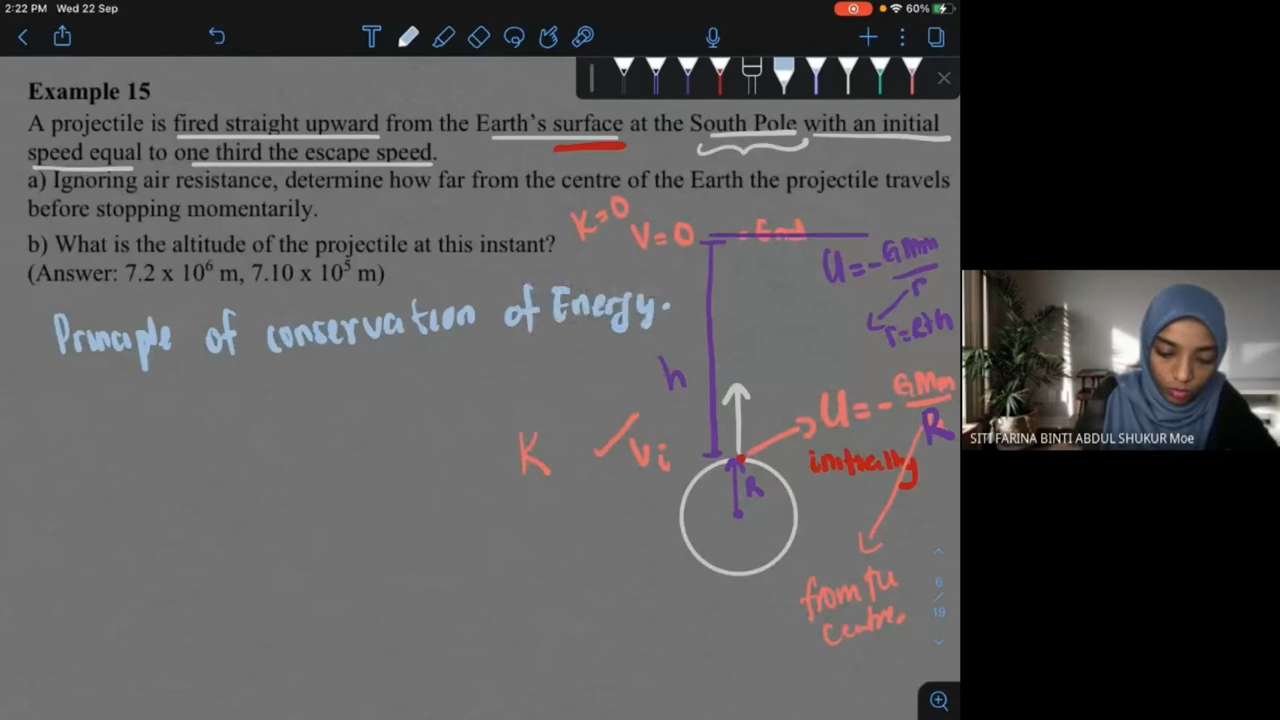 2:22 PM Wed 22 Sep
60%
Example 15
A projectile is fired straight upward from the Earth's surface at the South Pole with an initial
speed equal to one third the escape speed.
a) Ignoring air resistance, determine how far from the centre of the Earth the projectile travels
before stopping momentarily.
b) What is the altitude of the projectile at this instant?
(Answer: 7.2 x 10⁶ m, 7.10 x 10⁵ m)
K=0
V=0 = End
U=-GMm/r
r=R+h
Principle of conservation of Energy.
h
U=-GMm/R
initially
K Vi
R
from the
centre.
6
/
19
SITI FARINA BINTI ABDUL SHUKUR Moe